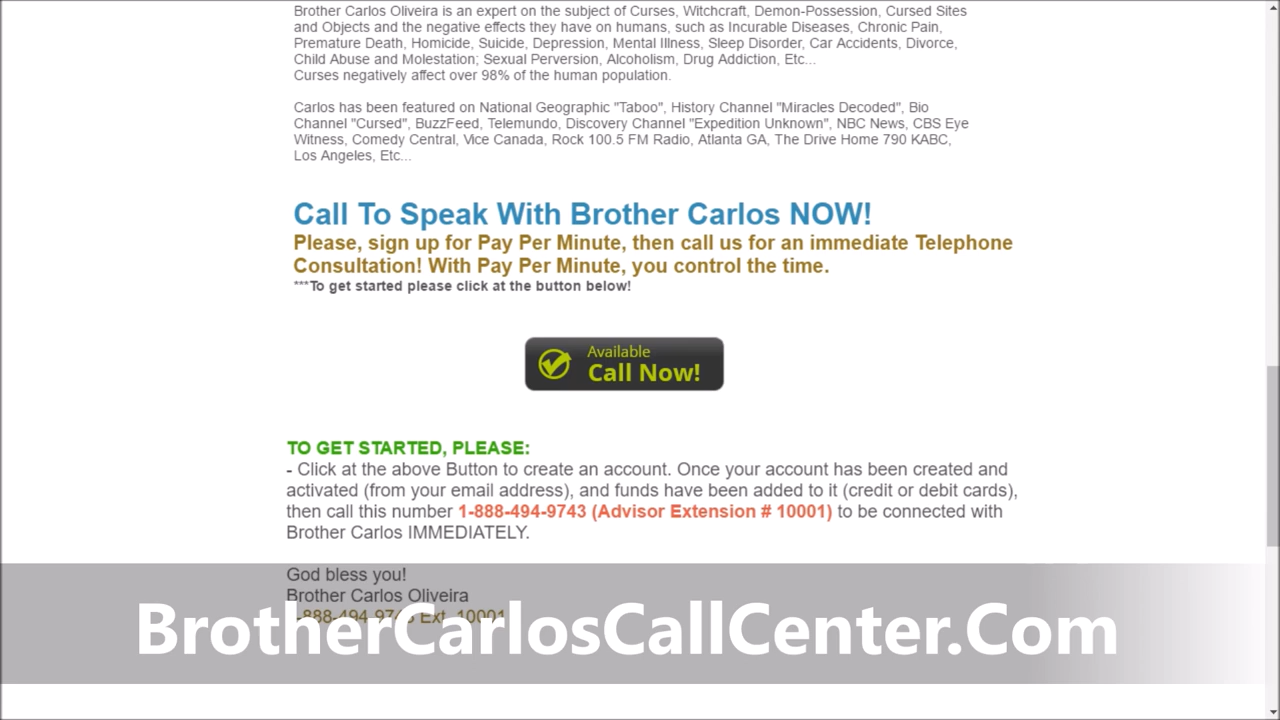 Brother Carlos Oliveira is an expert on the subject of Curses, Witchcraft, Demon-Possession, Cursed Sites
and Objects and the negative effects they have on humans, such as Incurable Diseases, Chronic Pain,
Premature Death, Homicide, Suicide, Depression, Mental Illness, Sleep Disorder, Car Accidents, Divorce,
Child Abuse and Molestation; Sexual Perversion, Alcoholism, Drug Addiction, Etc...
Curses negatively affect over 98% of the human population.
Carlos has been featured on National Geographic "Taboo", History Channel "Miracles Decoded", Bio
Channel "Cursed", BuzzFeed, Telemundo, Discovery Channel "Expedition Unknown", NBC News, CBS Eye
Witness, Comedy Central, Vice Canada, Rock 100.5 FM Radio, Atlanta GA, The Drive Home 790 KABC,
Los Angeles, Etc...
Call To Speak With Brother Carlos NOW!
Please, sign up for Pay Per Minute, then call us for an immediate Telephone
Consultation! With Pay Per Minute, you control the time.
***To get started please click at the button below!
Available
Call Now!
TO GET STARTED, PLEASE:
- Click at the above Button to create an account. Once your account has been created and
activated (from your email address), and funds have been added to it (credit or debit cards),
then call this number 1-888-494-9743 (Advisor Extension # 10001) to be connected with
Brother Carlos IMMEDIATELY.
God bless you!
Brother Carlos Oliveira
1-888-494-9743 Ext. 10001
BrotherCarlosCallCenter.Com